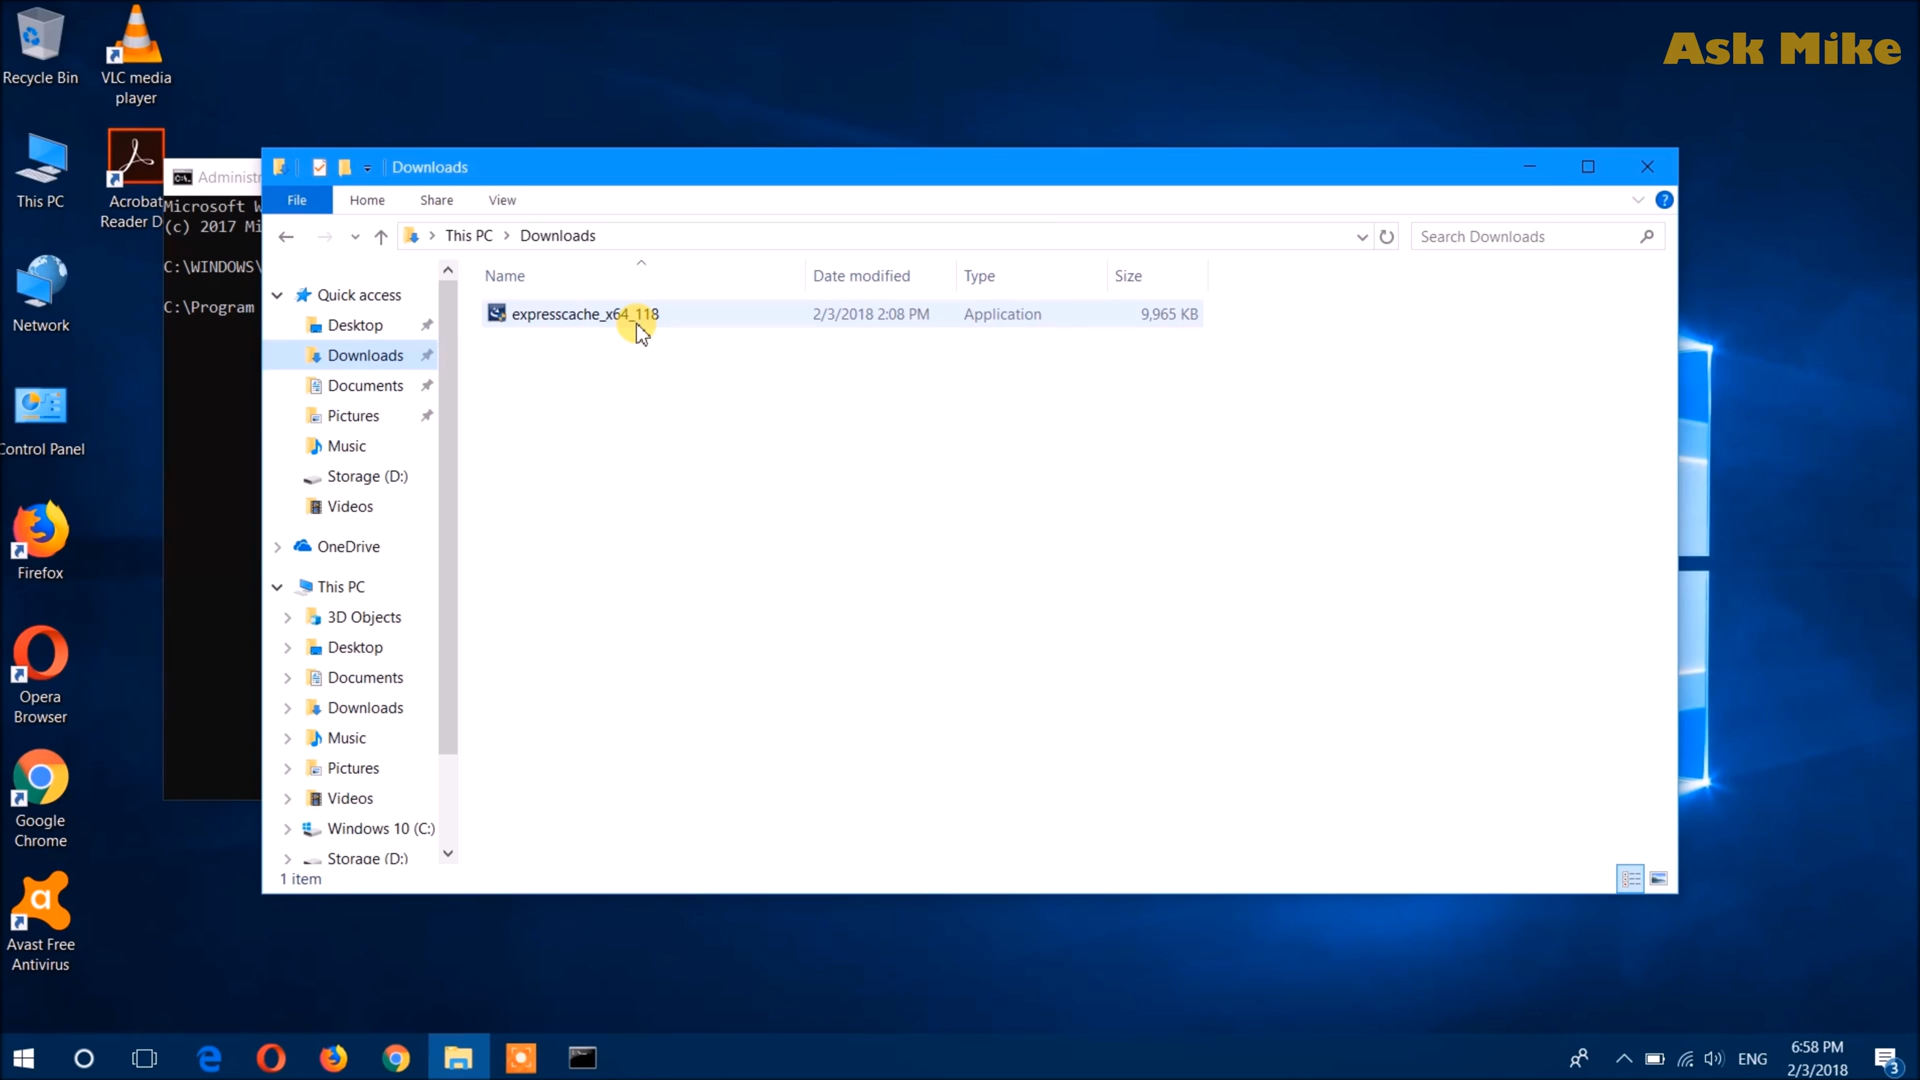 Ask Mike
Recycle Bin
VLC media
player
This PC
Acrobat
Reader D
Network
Control Panel
Firefox
Opera
Browser
Google
Chrome
Avast Free
Antivirus
Administr
Microsoft W
(c) 2017 Mi
C:\WINDOWS\
C:\Program
Downloads
File
Home
Share
View
This PC
Downloads
Search Downloads
Name
Date modified
Type
Size
expresscache_x64_118
2/3/2018 2:08 PM
Application
9,965 KB
Quick access
Desktop
Downloads
Documents
Pictures
Music
Storage (D:)
Videos
OneDrive
This PC
3D Objects
Desktop
Documents
Downloads
Music
Pictures
Videos
Windows 10 (C:)
Storage (D:)
1 item
ENG
6:58 PM
2/3/2018
3